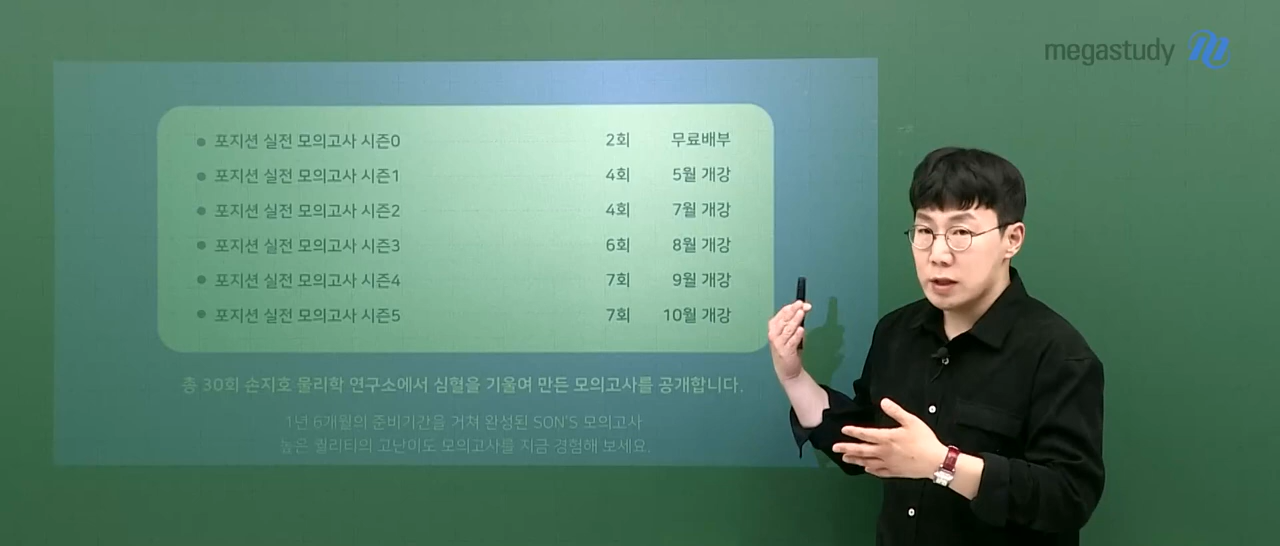 megastudy
포지션 실전 모의고사 시즌0 2회 무료배부
포지션 실전 모의고사 시즌1 4회 5월 개강
포지션 실전 모의고사 시즌2 4회 7월 개강
포지션 실전 모의고사 시즌3 6회 8월 개강
포지션 실전 모의고사 시즌4 7회 9월 개강
포지션 실전 모의고사 시즌5 7회 10월 개강
총 30회 손지호 물리학 연구소에서 심혈을 기울여 만든 모의고사를 공개합니다.
1년 6개월의 준비기간을 거쳐 완성된 SON'S 모의고사
높은 퀄리티의 고난이도 모의고사를 지금 경험해 보세요.